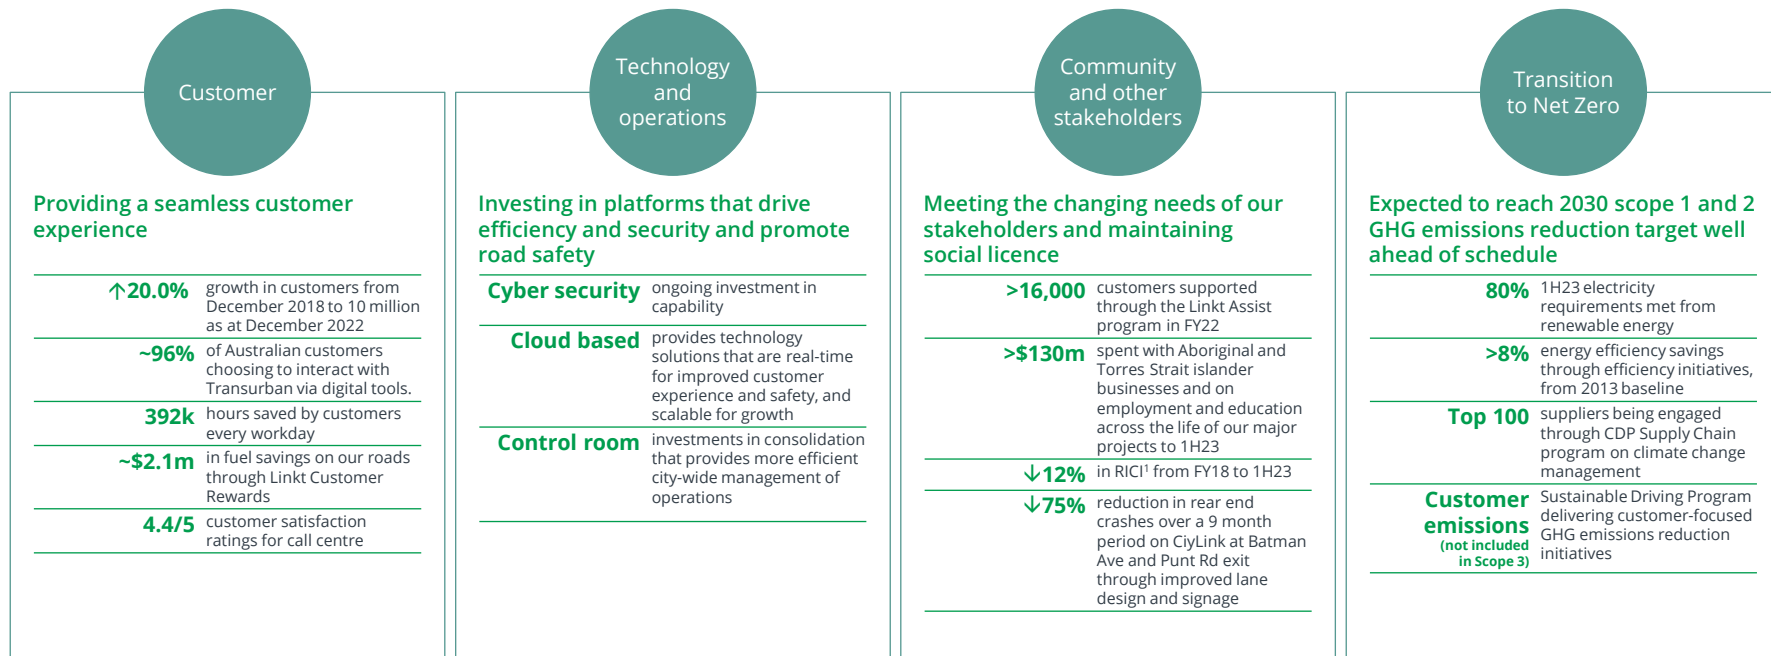 Customer
Providing a seamless customer
experience
↑20.0%
growth in customers from
December 2018 to 10 million
as at December 2022
~96%
of Australian customers
choosing to interact with
Transurban via digital tools.
392k
hours saved by customers
every workday
~$2.1m
in fuel savings on our roads
through Linkt Customer
Rewards
4.4/5
customer satisfaction
ratings for call centre
Technology
and
operations
Investing in platforms that drive
efficiency and security and promote
road safety
Cyber security
ongoing investment in
capability
Cloud based
provides technology
solutions that are real-time
for improved customer
experience and safety, and
scalable for growth
Control room
investments in consolidation
that provides more efficient
city-wide management of
operations
Community
and other
stakeholders
Meeting the changing needs of our
stakeholders and maintaining
social licence
>16,000
customers supported
through the Linkt Assist
program in FY22
>$130m
spent with Aboriginal and
Torres Strait islander
businesses and on
employment and education
across the life of our major
projects to 1H23
↓12%
in RICI¹ from FY18 to 1H23
↓75%
reduction in rear end
crashes over a 9 month
period on CiyLink at Batman
Ave and Punt Rd exit
through improved lane
design and signage
Transition
to Net Zero
Expected to reach 2030 scope 1 and 2
GHG emissions reduction target well
ahead of schedule
80%
1H23 electricity
requirements met from
renewable energy
>8%
energy efficiency savings
through efficiency initiatives,
from 2013 baseline
Top 100
suppliers being engaged
through CDP Supply Chain
program on climate change
management
Customer
emissions
(not included
in Scope 3)
Sustainable Driving Program
delivering customer-focused
GHG emissions reduction
initiatives